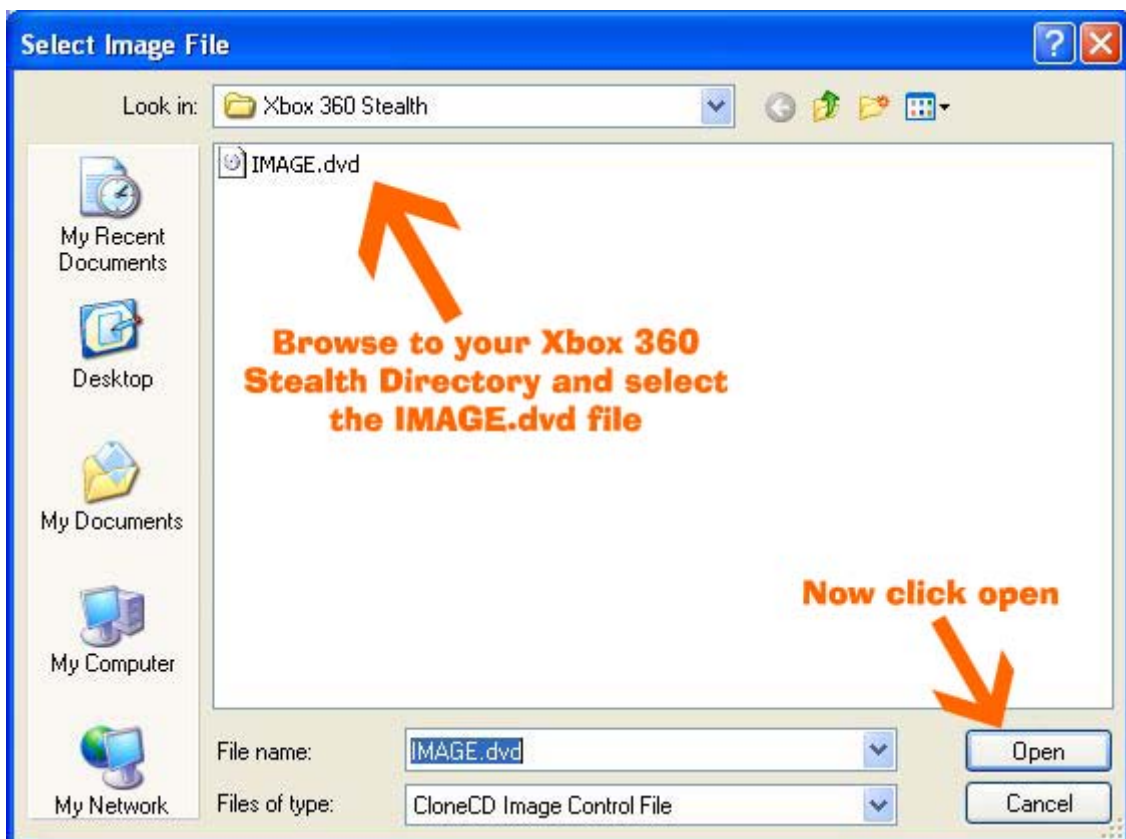 Select Image File
Look in:
Xbox 360 Stealth
IMAGE.dvd
My Recent
Documents
Desktop
My Documents
My Computer
My Network
Browse to your Xbox 360
Stealth Directory and select
the IMAGE.dvd file
Now click open
File name:
IMAGE.dvd
Open
Files of type:
CloneCD Image Control File
Cancel